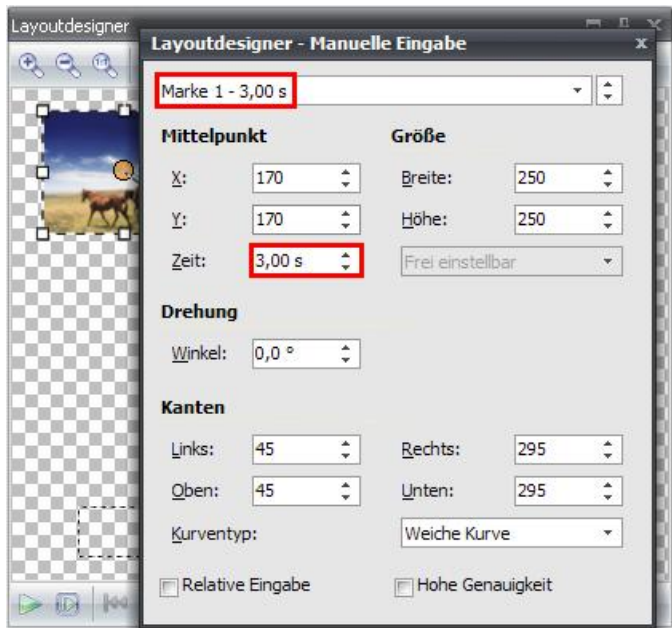 Layoutdesigner
Layoutdesigner - Manuelle Eingabe
Marke 1 - 3,00 s
Mittelpunkt Größe
X: 170 Breite: 250
Y: 170 Höhe: 250
Zeit: 3,00 s Frei einstellbar
Drehung
Winkel: 0,0 °
Kanten
Links: 45 Rechts: 295
Oben: 45 Unten: 295
Kurventyp: Weiche Kurve
Relative Eingabe Hohe Genauigkeit